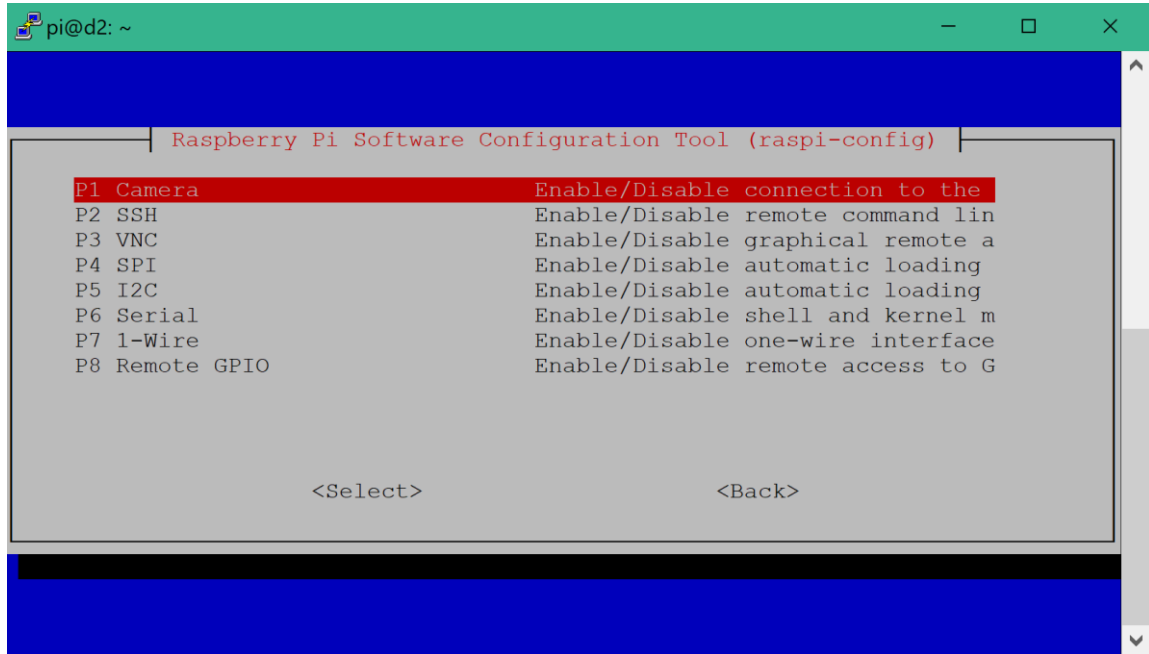 pi@d2: ~
Raspberry Pi Software Configuration Tool (raspi-config)
P1 Camera Enable/Disable connection to the
P2 SSH Enable/Disable remote command lin
P3 VNC Enable/Disable graphical remote a
P4 SPI Enable/Disable automatic loading
P5 I2C Enable/Disable automatic loading
P6 Serial Enable/Disable shell and kernel m
P7 1-Wire Enable/Disable one-wire interface
P8 Remote GPIO Enable/Disable remote access to G
<Select> <Back>